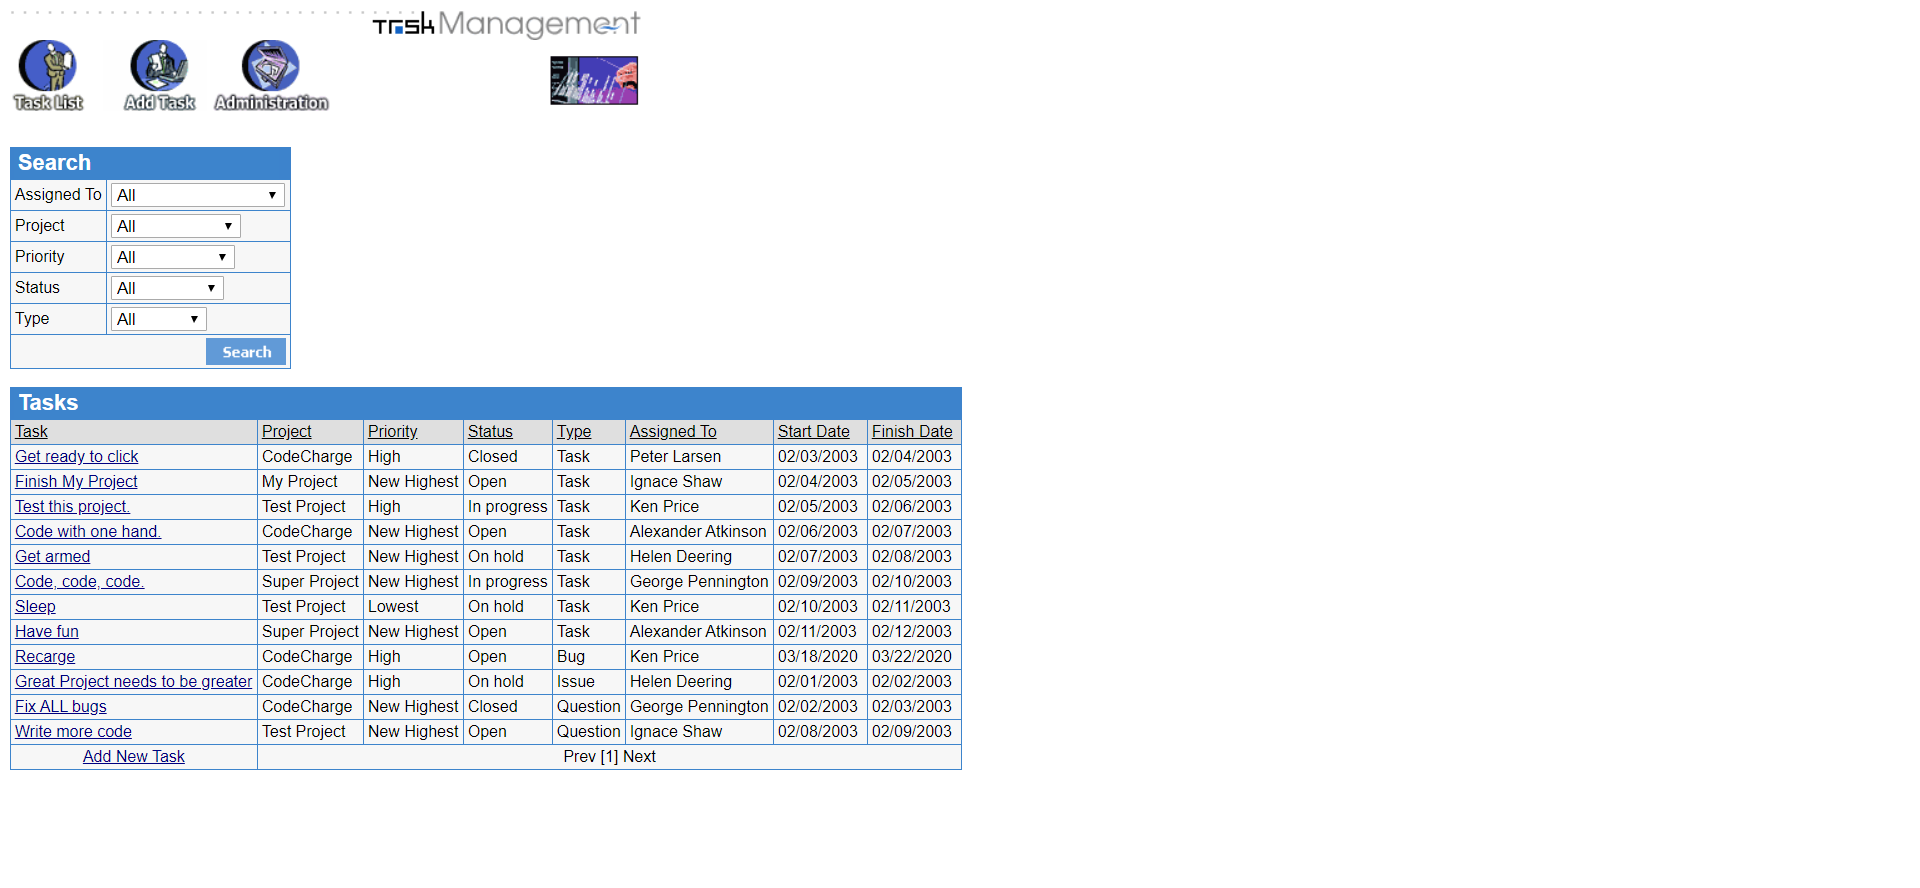 Task Management
Task List Add Task Administration
Search
Assigned To All
Project All
Priority All
Status All
Type All
Search
Tasks
Task Project Priority Status Type Assigned To Start Date Finish Date
Get ready to click CodeCharge High Closed Task Peter Larsen 02/03/2003 02/04/2003
Finish My Project My Project New Highest Open Task Ignace Shaw 02/04/2003 02/05/2003
Test this project. Test Project High In progress Task Ken Price 02/05/2003 02/06/2003
Code with one hand. CodeCharge New Highest Open Task Alexander Atkinson 02/06/2003 02/07/2003
Get armed Test Project New Highest On hold Task Helen Deering 02/07/2003 02/08/2003
Code, code, code. Super Project New Highest In progress Task George Pennington 02/09/2003 02/10/2003
Sleep Test Project Lowest On hold Task Ken Price 02/10/2003 02/11/2003
Have fun Super Project New Highest Open Task Alexander Atkinson 02/11/2003 02/12/2003
Recarge CodeCharge High Open Bug Ken Price 03/18/2020 03/22/2020
Great Project needs to be greater CodeCharge High On hold Issue Helen Deering 02/01/2003 02/02/2003
Fix ALL bugs CodeCharge New Highest Closed Question George Pennington 02/02/2003 02/03/2003
Write more code Test Project New Highest Open Question Ignace Shaw 02/08/2003 02/09/2003
Add New Task Prev [1] Next